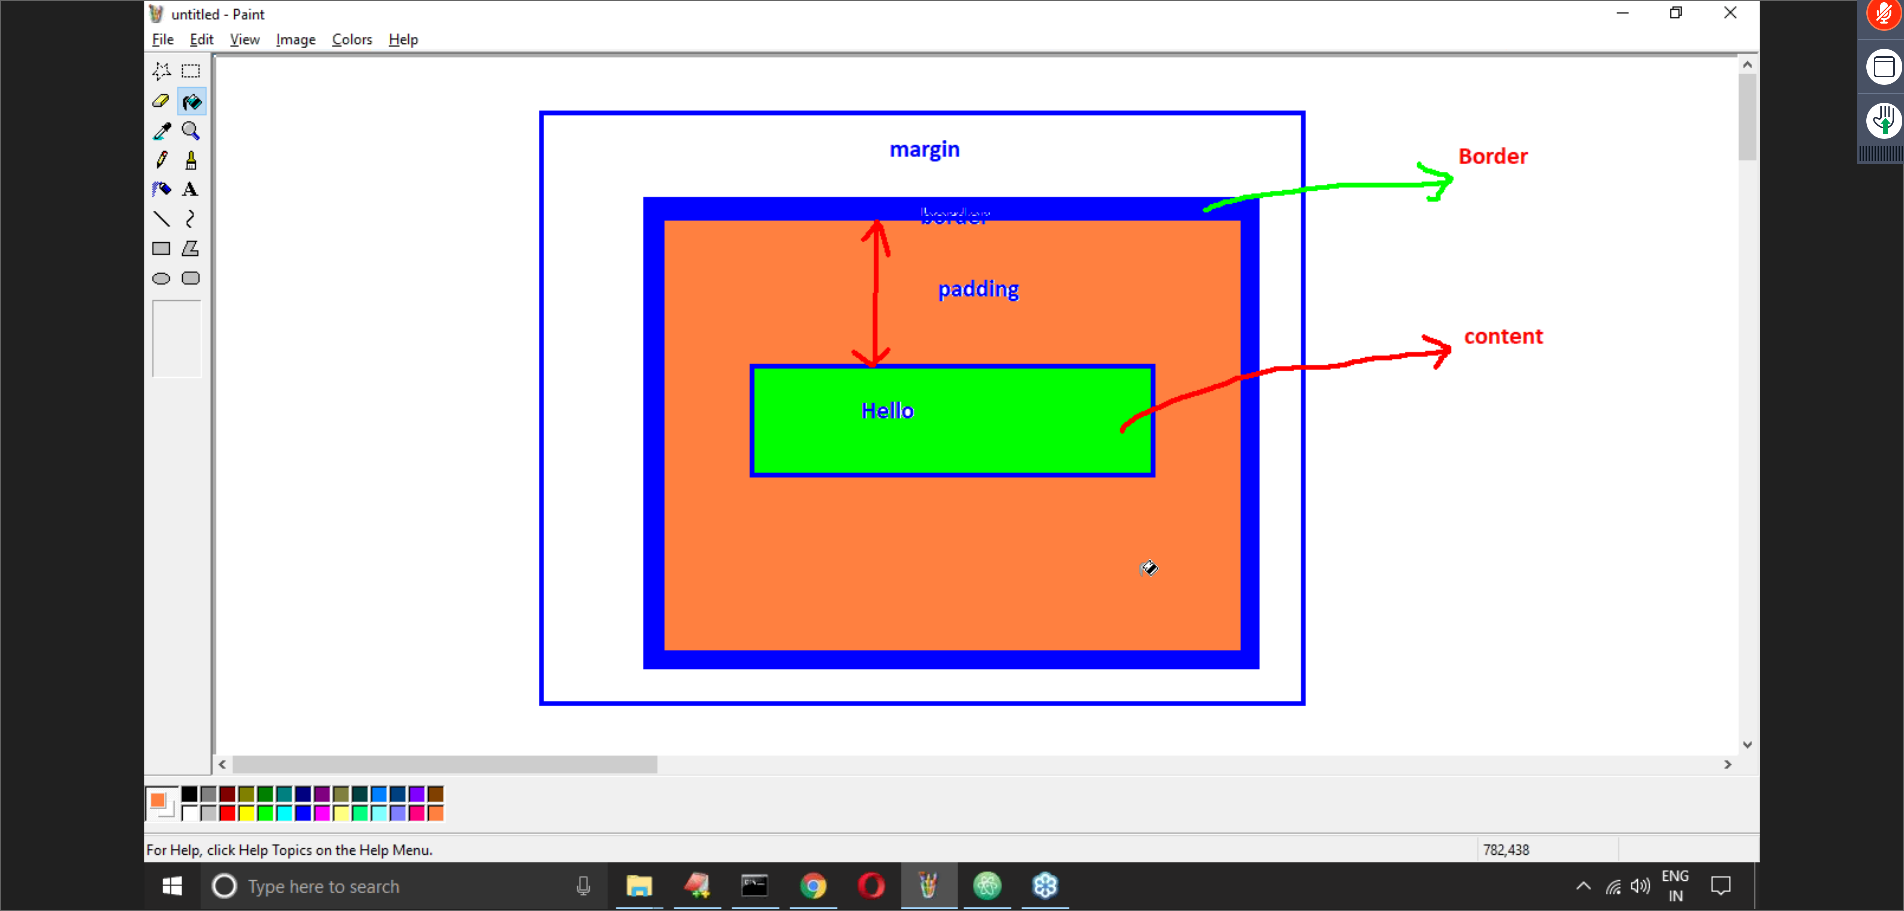 untitled - Paint
File Edit View Image Colors Help
margin
Border
border
padding
content
Hello
For Help, click Help Topics on the Help Menu.
782,438
Type here to search
ENG
IN